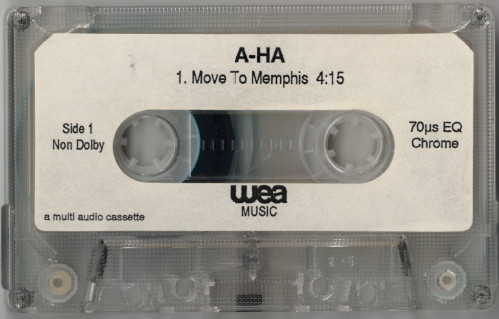 A-HA
1. Move To Memphis 4:15
Side 1
Non Dolby
70µs EQ
Chrome
wea
MUSIC
a multi audio cassette